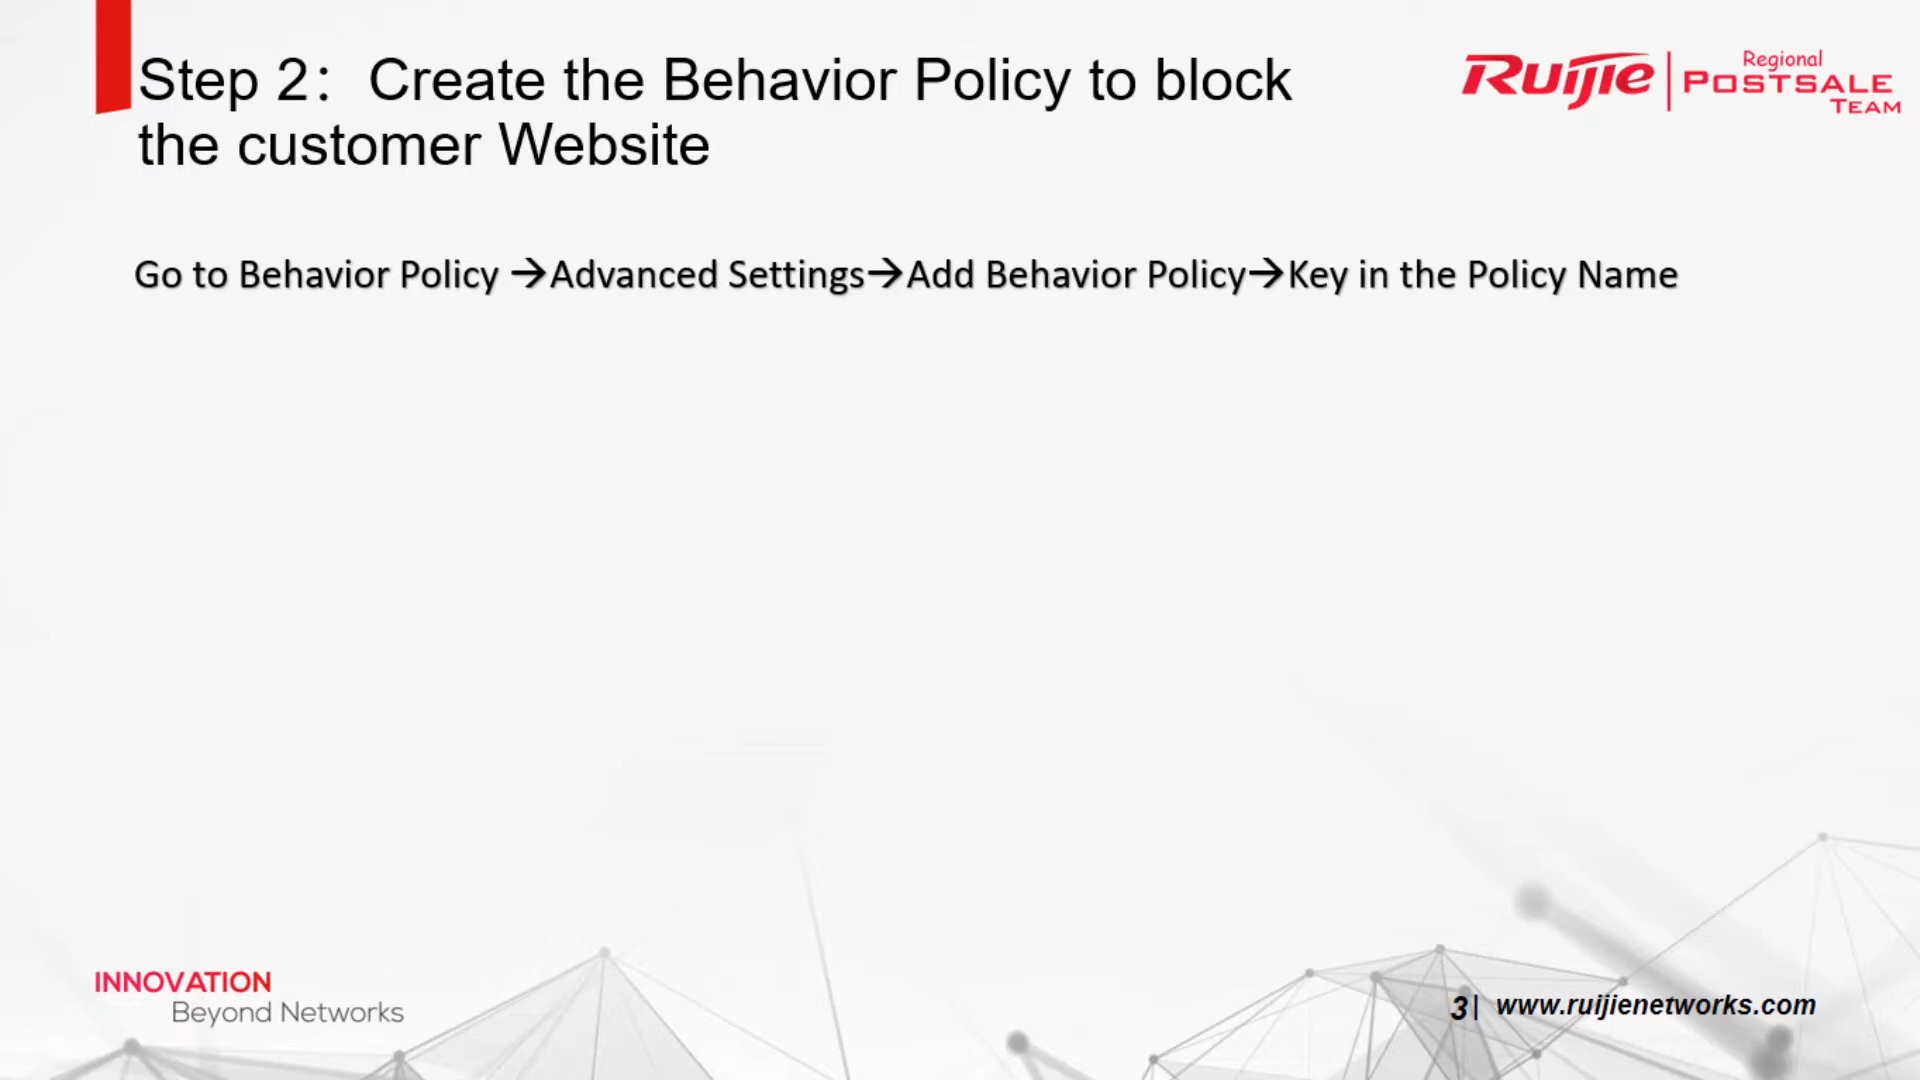 Step 2：Create the Behavior Policy to block
the customer Website
Ruijie
Regional
POSTSALE
TEAM
Go to Behavior Policy →Advanced Settings→Add Behavior Policy→Key in the Policy Name
INNOVATION
Beyond Networks
3| www.ruijienetworks.com